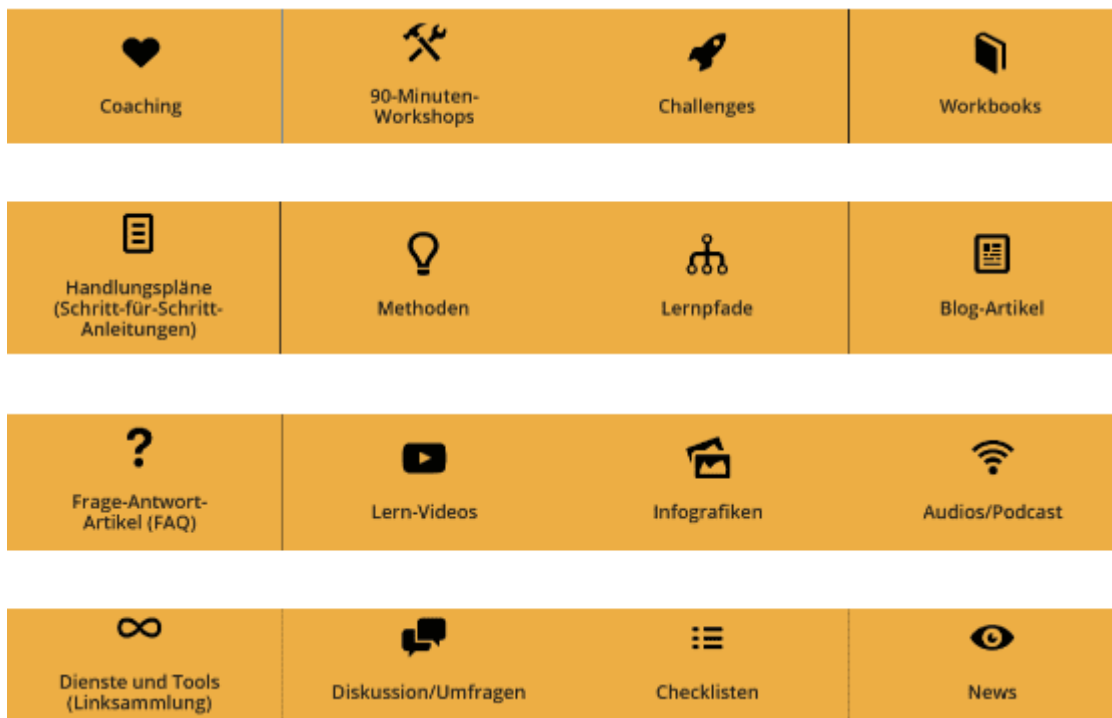 Coaching
90-Minuten-
Workshops
Challenges
Workbooks
Handlungspläne
(Schritt-für-Schritt-
Anleitungen)
Methoden
Lernpfade
Blog-Artikel
Frage-Antwort-
Artikel (FAQ)
Lern-Videos
Infografiken
Audios/Podcast
Dienste und Tools
(Linksammlung)
Diskussion/Umfragen
Checklisten
News